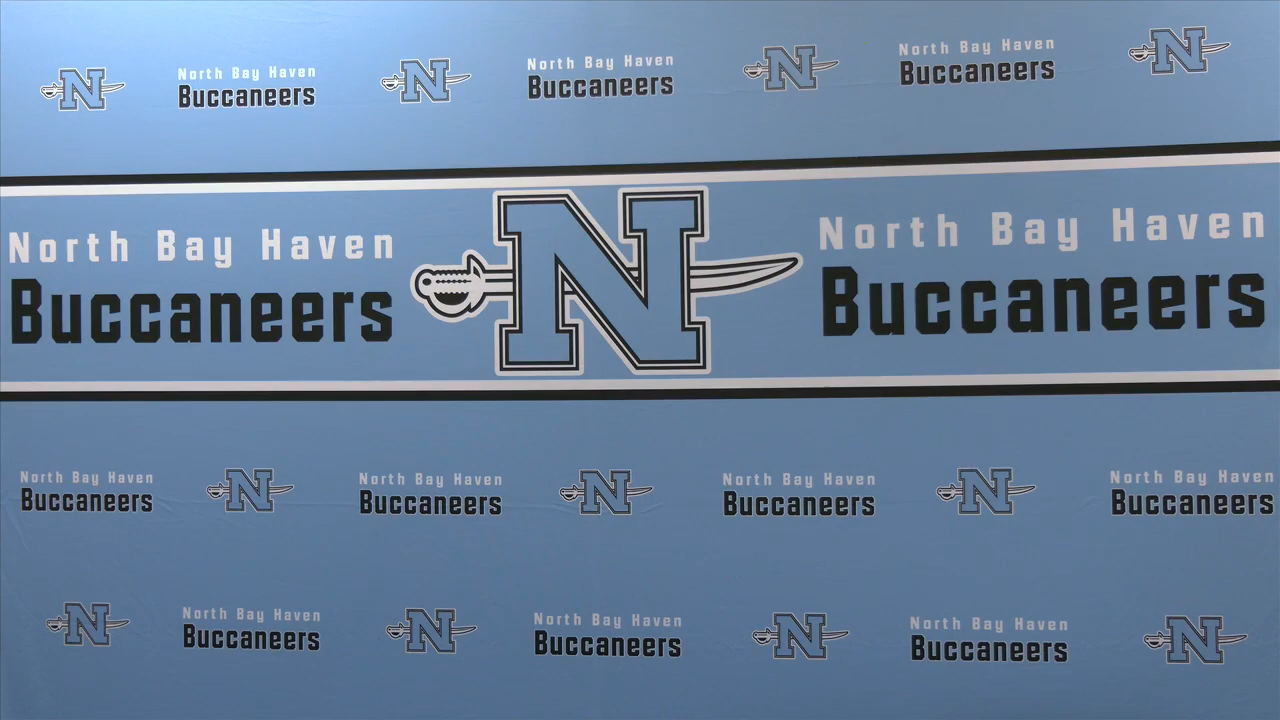 N North Bay Haven N North Bay Haven N North Bay Haven N
Buccaneers Buccaneers Buccaneers
North Bay Haven N North Bay Haven
Buccaneers Buccaneers
North Bay Haven N North Bay Haven N North Bay Haven N North Bay Haven
Buccaneers Buccaneers Buccaneers Buccaneers
N North Bay Haven N North Bay Haven N North Bay Haven N
Buccaneers Buccaneers Buccaneers